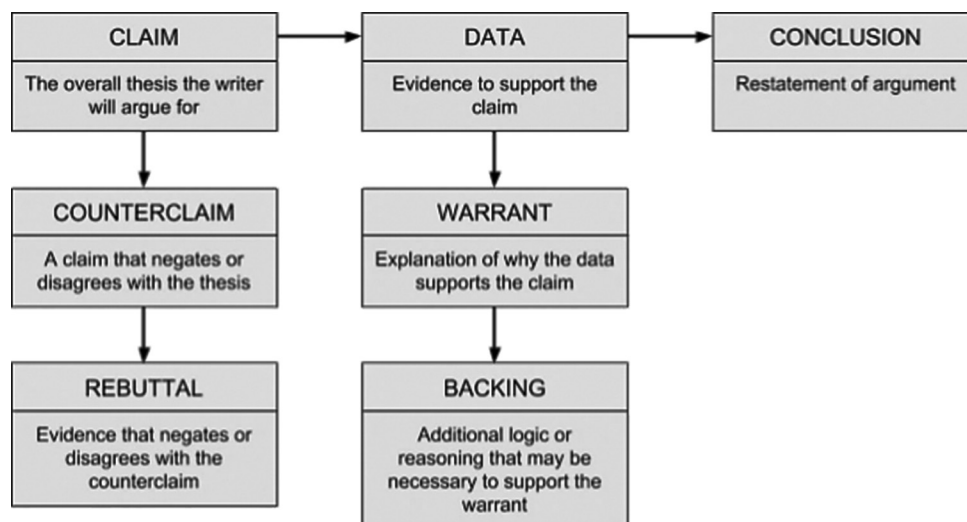 CLAIM
The overall thesis the writer
will argue for
DATA
Evidence to support the
claim
CONCLUSION
Restatement of argument
COUNTERCLAIM
A claim that negates or
disagrees with the thesis
WARRANT
Explanation of why the data
supports the claim
REBUTTAL
Evidence that negates or
disagrees with the
counterclaim
BACKING
Additional logic or
reasoning that may be
necessary to support the
warrant